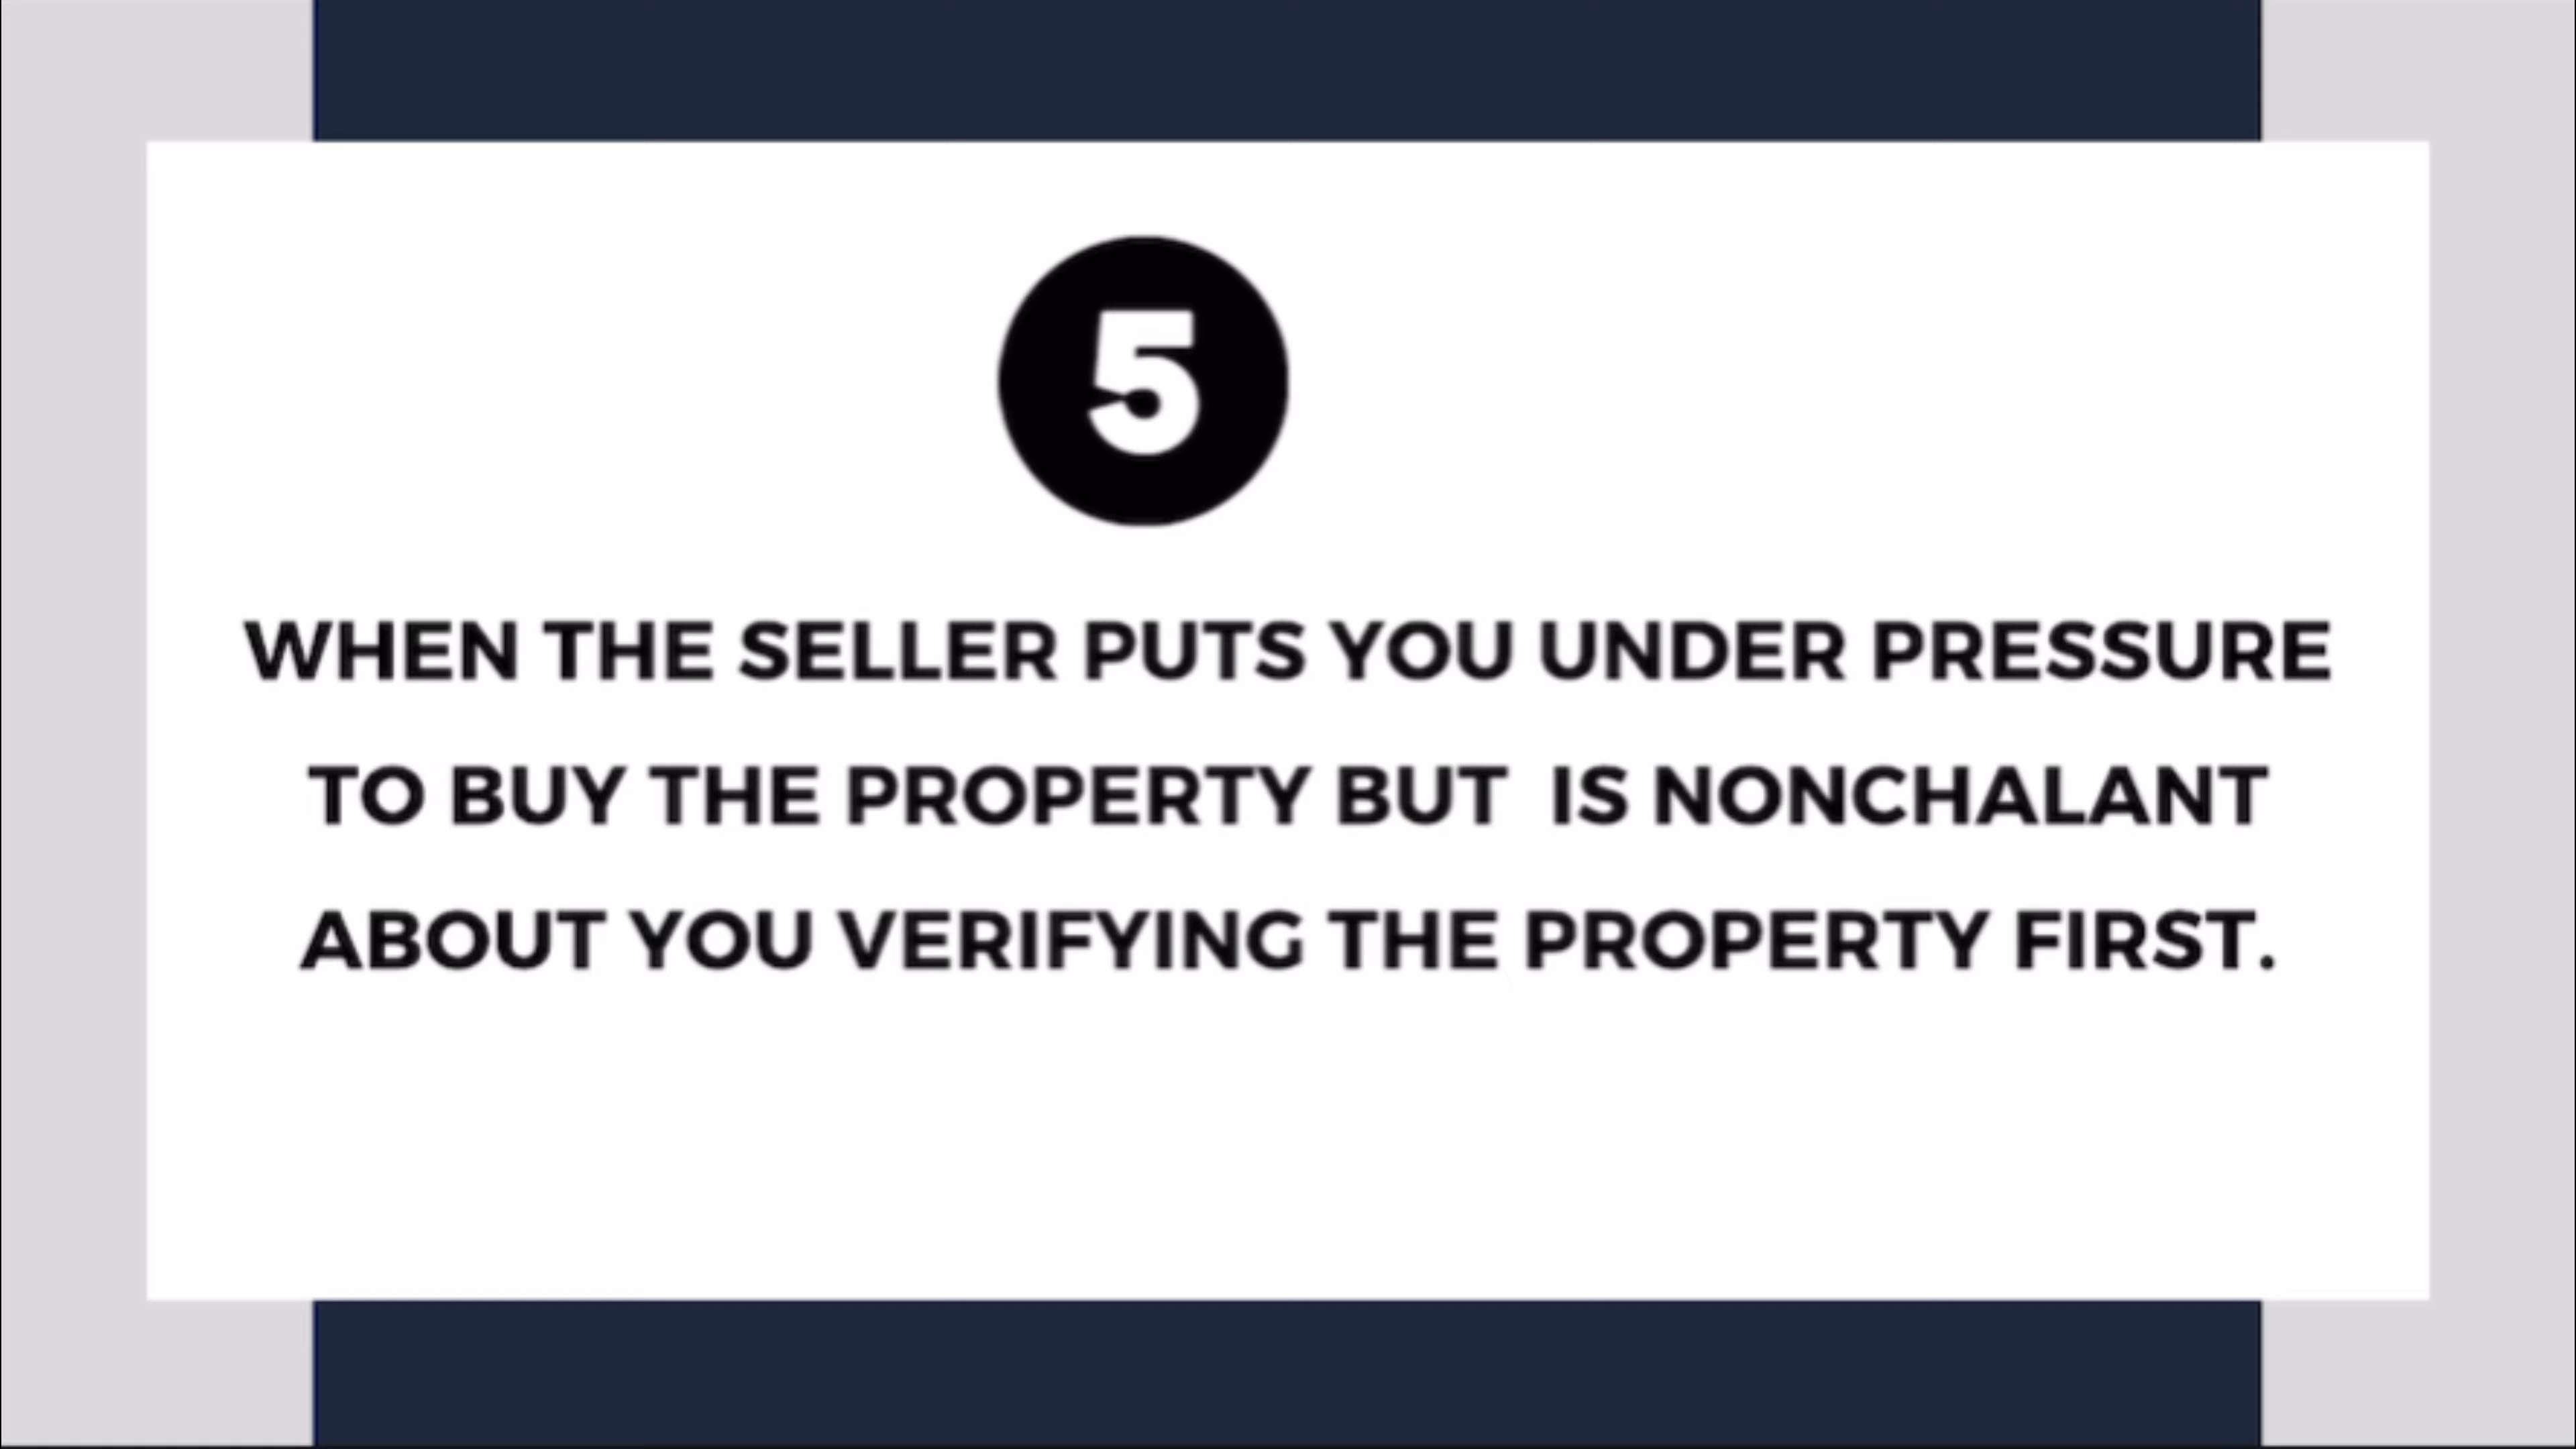 5
WHEN THE SELLER PUTS YOU UNDER PRESSURE
TO BUY THE PROPERTY BUT  IS NONCHALANT
ABOUT YOU VERIFYING THE PROPERTY FIRST.